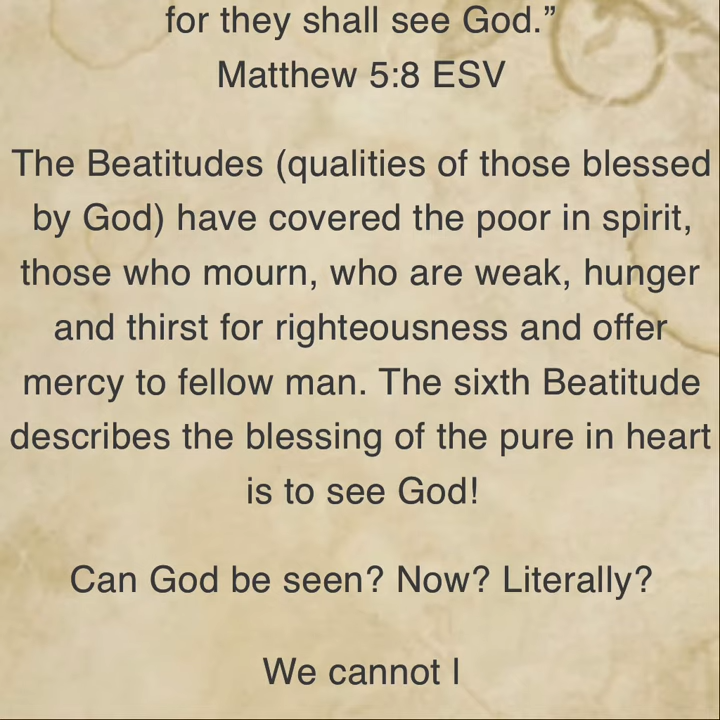 for they shall see God.”
Matthew 5:8 ESV
The Beatitudes (qualities of those blessed
by God) have covered the poor in spirit,
those who mourn, who are weak, hunger
and thirst for righteousness and offer
mercy to fellow man. The sixth Beatitude
describes the blessing of the pure in heart
is to see God!
Can God be seen? Now? Literally?
We cannot l